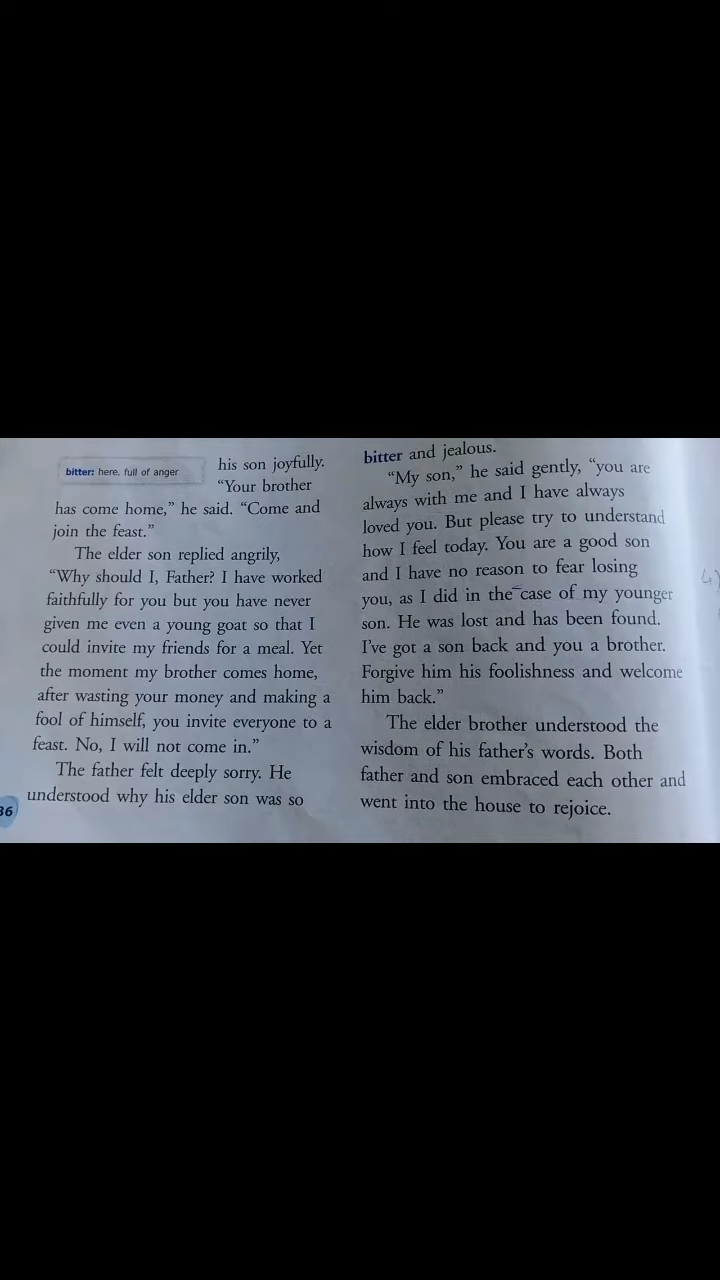 bitter: here, full of anger
his son joyfully.
“Your brother
has come home,” he said. “Come and
join the feast.”
The elder son replied angrily,
“Why should I, Father? I have worked
faithfully for you but you have never
given me even a young goat so that I
could invite my friends for a meal. Yet
the moment my brother comes home,
after wasting your money and making a
fool of himself, you invite everyone to a
feast. No, I will not come in.”
The father felt deeply sorry. He
understood why his elder son was so
36
bitter and jealous.
“My son,” he said gently, “you are
always with me and I have always
loved you. But please try to understand
how I feel today. You are a good son
and I have no reason to fear losing
you, as I did in the case of my younger
son. He was lost and has been found.
I’ve got a son back and you a brother.
Forgive him his foolishness and welcome
him back.”
The elder brother understood the
wisdom of his father’s words. Both
father and son embraced each other and
went into the house to rejoice.